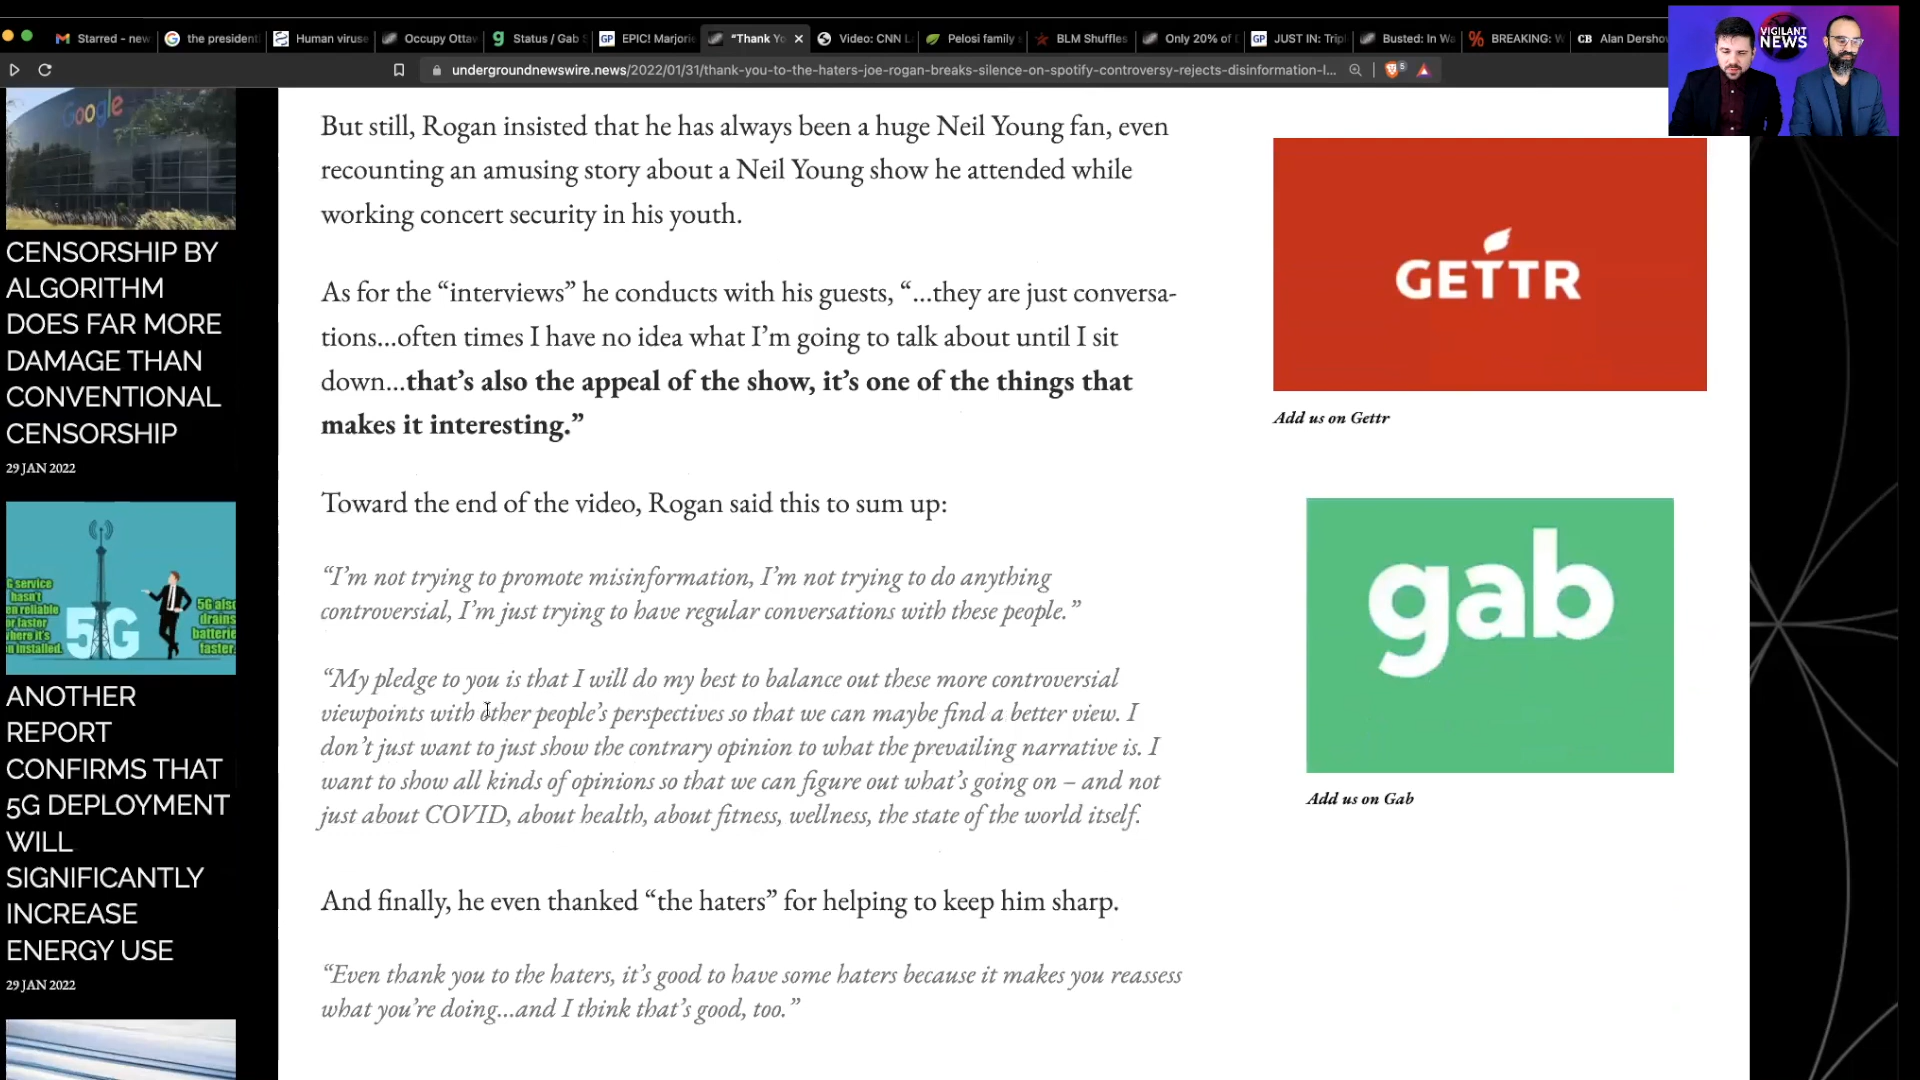 Starred - new
the president
Human viruse
Occupy Otta
Status / Gab
EPIC! Marjori
"Thank Yo
Video: CNN L
Pelosi family
BLM Shuffles
Only 20% of
JUST IN: Trip
Busted: In Wa
BREAKING: W
Alan Dersho
VIGILANT
NEWS
undergroundnewswire.news/2022/01/31/thank-you-to-the-haters-joe-rogan-breaks-silence-on-spotify-controversy-rejects-disinformation-l...
Google
CENSORSHIP BY
ALGORITHM
DOES FAR MORE
DAMAGE THAN
CONVENTIONAL
CENSORSHIP
29 JAN 2022
G service
hasn't
en reliable
or faster
where it's
n installed.
5G
5G also
drains
batteries
faster.
ANOTHER
REPORT
CONFIRMS THAT
5G DEPLOYMENT
WILL
SIGNIFICANTLY
INCREASE
ENERGY USE
29 JAN 2022
But still, Rogan insisted that he has always been a huge Neil Young fan, even
recounting an amusing story about a Neil Young show he attended while
working concert security in his youth.
As for the “interviews” he conducts with his guests, “…they are just conversa-
tions…often times I have no idea what I’m going to talk about until I sit
down…that’s also the appeal of the show, it’s one of the things that
makes it interesting.”
Toward the end of the video, Rogan said this to sum up:
“I’m not trying to promote misinformation, I’m not trying to do anything
controversial, I’m just trying to have regular conversations with these people.”
“My pledge to you is that I will do my best to balance out these more controversial
viewpoints with other people’s perspectives so that we can maybe find a better view. I
don’t just want to just show the contrary opinion to what the prevailing narrative is. I
want to show all kinds of opinions so that we can figure out what’s going on – and not
just about COVID, about health, about fitness, wellness, the state of the world itself.
And finally, he even thanked “the haters” for helping to keep him sharp.
“Even thank you to the haters, it’s good to have some haters because it makes you reassess
what you’re doing…and I think that’s good, too.”
GETTR
Add us on Gettr
gab
Add us on Gab